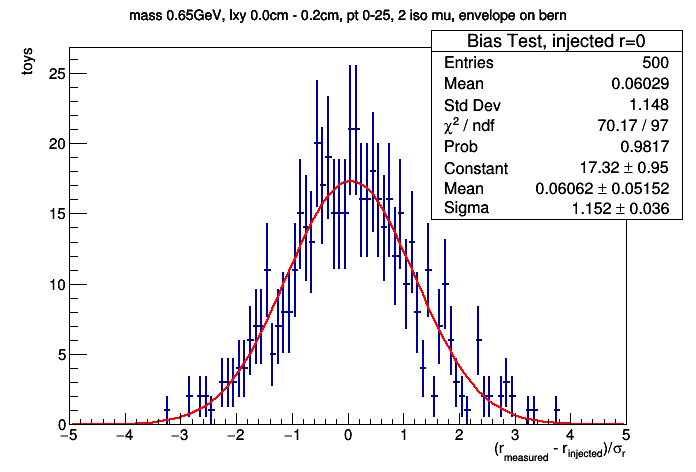 mass 0.65GeV, lxy 0.0cm - 0.2cm, pt 0-25, 2 iso mu, envelope on bern
toys
Bias Test, injected r=0
Entries 500
Mean 0.06029
Std Dev 1.148
χ² / ndf 70.17 / 97
Prob 0.9817
Constant 17.32 ± 0.95
Mean 0.06062 ± 0.05152
Sigma 1.152 ± 0.036
25
20
15
10
5
0
−5 −4 −3 −2 −1 0 1 2 3 4 5
(r_measured - r_injected)/σ_r